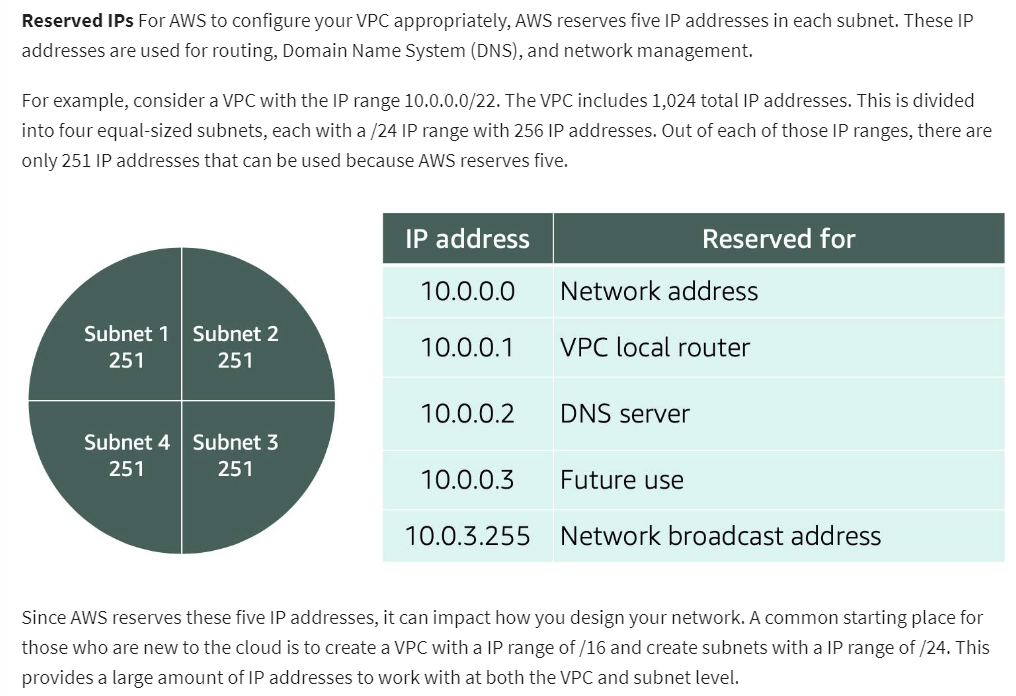 Reserved IPs For AWS to configure your VPC appropriately, AWS reserves five IP addresses in each subnet. These IP
addresses are used for routing, Domain Name System (DNS), and network management.
For example, consider a VPC with the IP range 10.0.0.0/22. The VPC includes 1,024 total IP addresses. This is divided
into four equal-sized subnets, each with a /24 IP range with 256 IP addresses. Out of each of those IP ranges, there are
only 251 IP addresses that can be used because AWS reserves five.
Subnet 1
251
Subnet 2
251
Subnet 4
251
Subnet 3
251
IP address Reserved for
10.0.0.0 Network address
10.0.0.1 VPC local router
10.0.0.2 DNS server
10.0.0.3 Future use
10.0.3.255 Network broadcast address
Since AWS reserves these five IP addresses, it can impact how you design your network. A common starting place for
those who are new to the cloud is to create a VPC with a IP range of /16 and create subnets with a IP range of /24. This
provides a large amount of IP addresses to work with at both the VPC and subnet level.